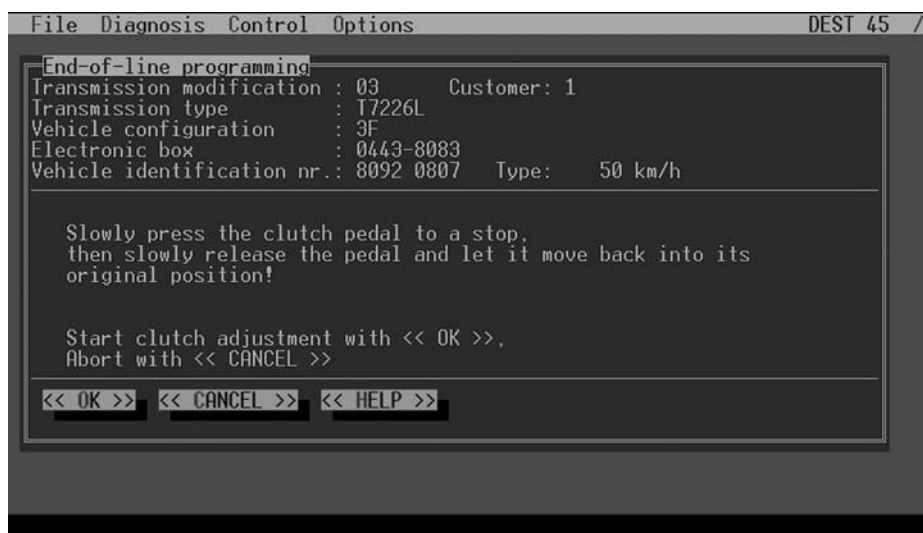 File Diagnosis Control Options DEST 45 /
End-of-line programming
Transmission modification : 03 Customer: 1
Transmission type : T7226L
Vehicle configuration : 3F
Electronic box : 0443-8083
Vehicle identification nr.: 8092 0807 Type: 50 km/h
Slowly press the clutch pedal to a stop,
then slowly release the pedal and let it move back into its
original position!
Start clutch adjustment with << OK >>,
Abort with << CANCEL >>
<< OK >> << CANCEL >> << HELP >>